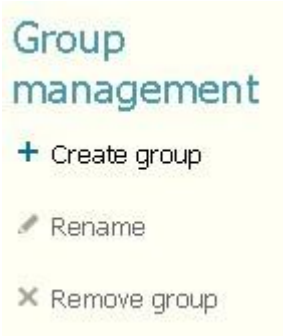 Group
management
+ Create group
Rename
Remove group